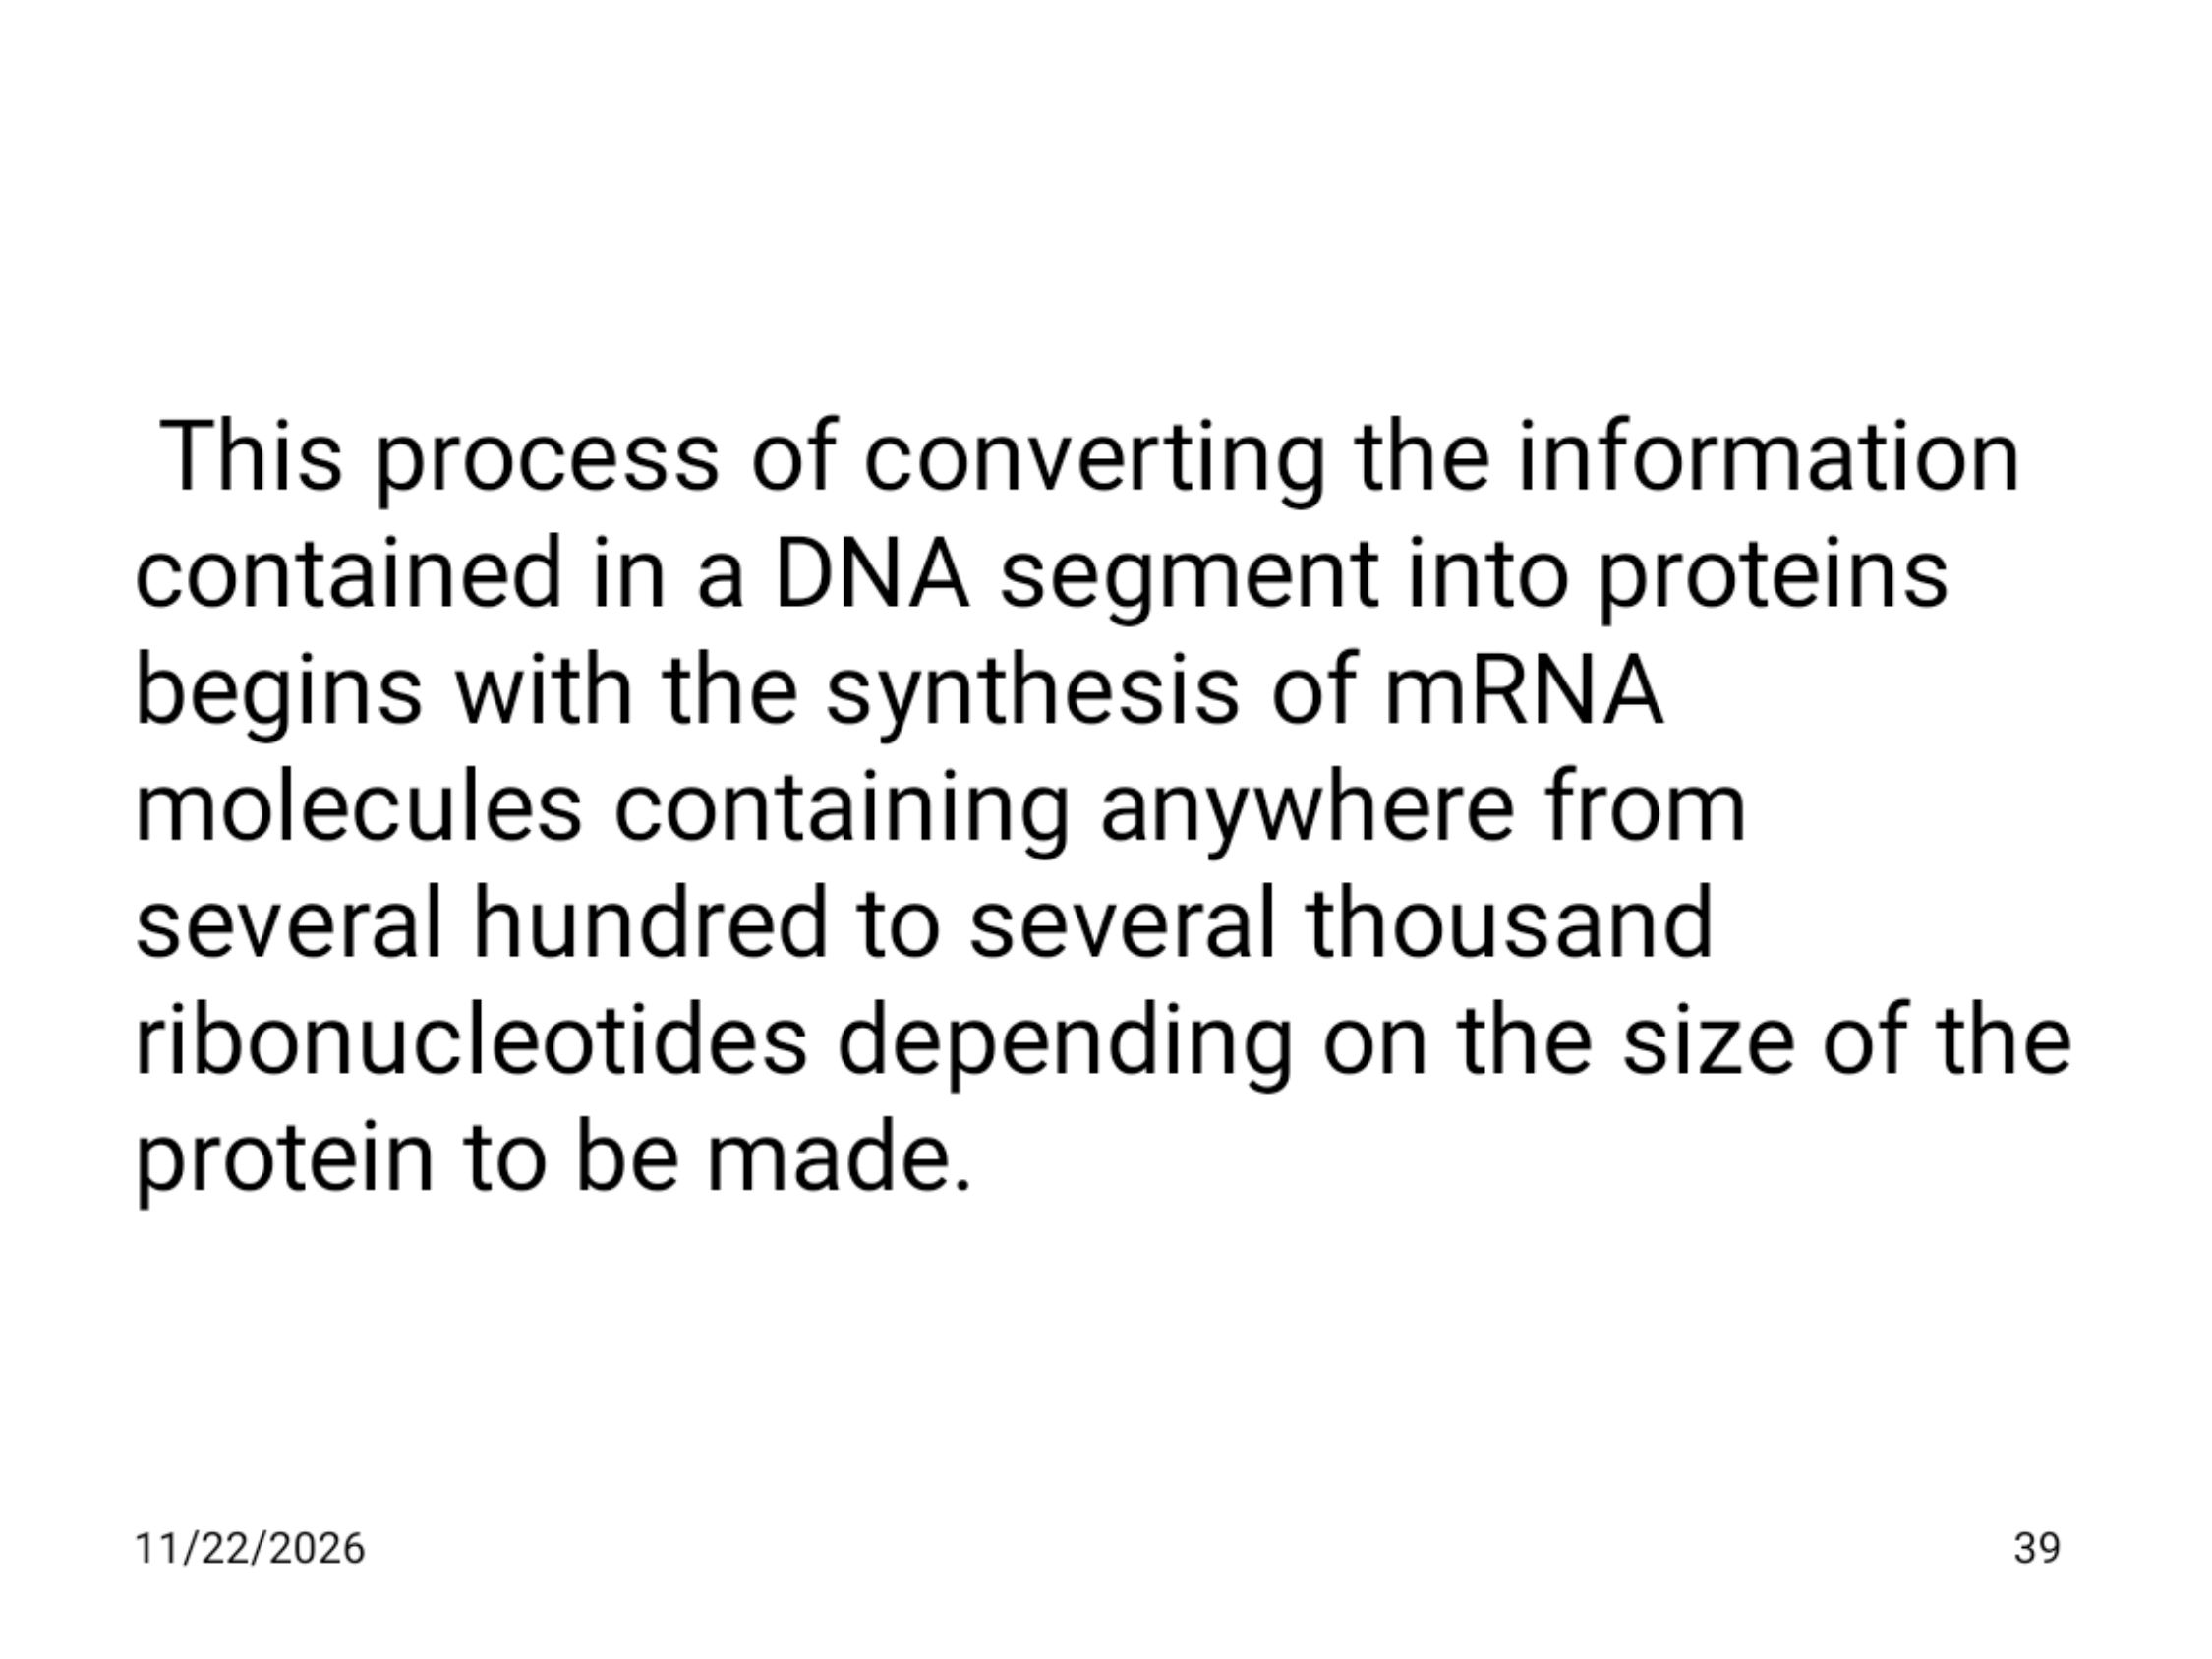 This process of converting the information
contained in a DNA segment into proteins
begins with the synthesis of mRNA
molecules containing anywhere from
several hundred to several thousand
ribonucleotides depending on the size of the
protein to be made.
11/22/2026
39